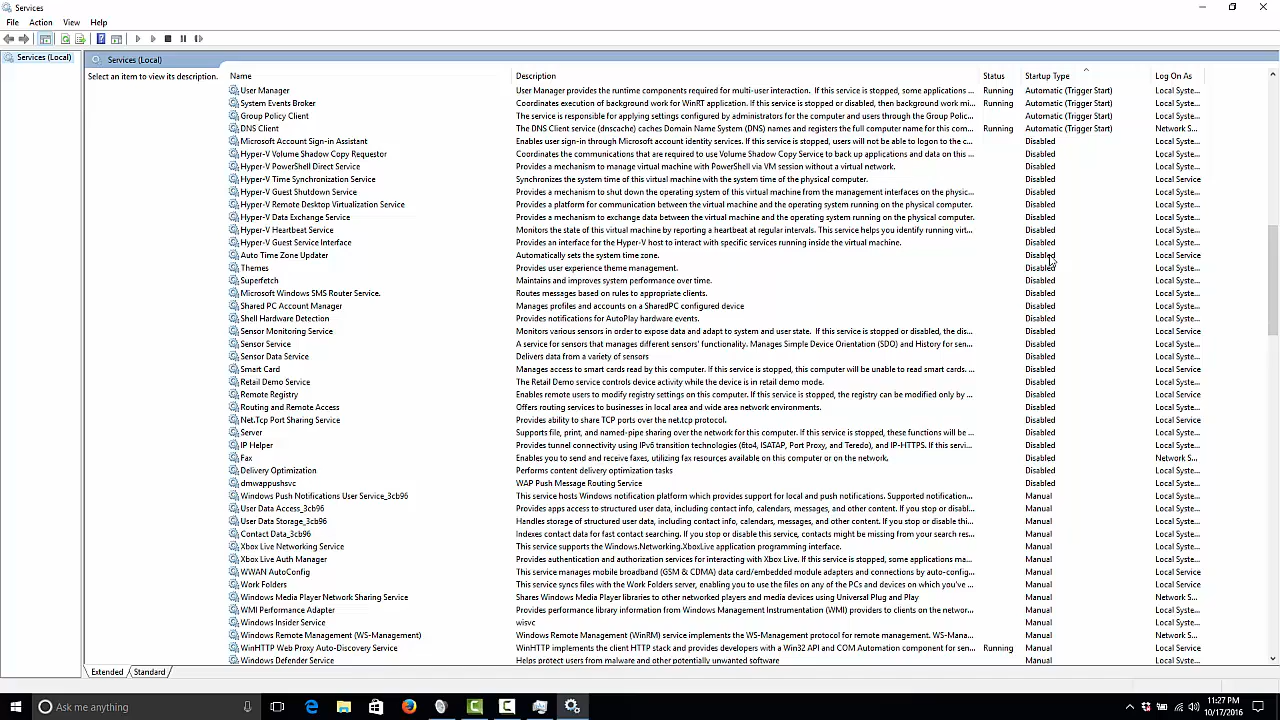 Services
File Action View Help
Services (Local)
Services (Local)
Select an item to view its description.
Name Description Status Startup Type Log On As
User Manager User Manager provides the runtime components required for multi-user interaction. If this service is stopped, some applications ... Running Automatic (Trigger Start) Local Syste...
System Events Broker Coordinates execution of background work for WinRT application. If this service is stopped or disabled, then background work mi... Running Automatic (Trigger Start) Local Syste...
Group Policy Client The service is responsible for applying settings configured by administrators for the computer and users through the Group Polic... Automatic (Trigger Start) Local Syste...
DNS Client The DNS Client service (dnscache) caches Domain Name System (DNS) names and registers the full computer name for this com... Running Automatic (Trigger Start) Network S...
Microsoft Account Sign-in Assistant Enables user sign-in through Microsoft account identity services. If this service is stopped, users will not be able to logon to the c... Disabled Local Syste...
Hyper-V Volume Shadow Copy Requestor Coordinates the communications that are required to use Volume Shadow Copy Service to back up applications and data on this ... Disabled Local Syste...
Hyper-V PowerShell Direct Service Provides a mechanism to manage virtual machine with PowerShell via VM session without a virtual network. Disabled Local Syste...
Hyper-V Time Synchronization Service Synchronizes the system time of this virtual machine with the system time of the physical computer. Disabled Local Service
Hyper-V Guest Shutdown Service Provides a mechanism to shut down the operating system of this virtual machine from the management interfaces on the physic... Disabled Local Syste...
Hyper-V Remote Desktop Virtualization Service Provides a platform for communication between the virtual machine and the operating system running on the physical computer. Disabled Local Syste...
Hyper-V Data Exchange Service Provides a mechanism to exchange data between the virtual machine and the operating system running on the physical computer. Disabled Local Syste...
Hyper-V Heartbeat Service Monitors the state of this virtual machine by reporting a heartbeat at regular intervals. This service helps you identify running virt... Disabled Local Syste...
Hyper-V Guest Service Interface Provides an interface for the Hyper-V host to interact with specific services running inside the virtual machine. Disabled Local Syste...
Auto Time Zone Updater Automatically sets the system time zone. Disabled Local Service
Themes Provides user experience theme management. Disabled Local Syste...
Superfetch Maintains and improves system performance over time. Disabled Local Syste...
Microsoft Windows SMS Router Service. Routes messages based on rules to appropriate clients. Disabled Local Syste...
Shared PC Account Manager Manages profiles and accounts on a SharedPC configured device Disabled Local Syste...
Shell Hardware Detection Provides notifications for AutoPlay hardware events. Disabled Local Syste...
Sensor Monitoring Service Monitors various sensors in order to expose data and adapt to system and user state. If this service is stopped or disabled, the dis... Disabled Local Service
Sensor Service A service for sensors that manages different sensors' functionality. Manages Simple Device Orientation (SDO) and History for sen... Disabled Local Syste...
Sensor Data Service Delivers data from a variety of sensors Disabled Local Syste...
Smart Card Manages access to smart cards read by this computer. If this service is stopped, this computer will be unable to read smart cards. ... Disabled Local Service
Retail Demo Service The Retail Demo service controls device activity while the device is in retail demo mode. Disabled Local Syste...
Remote Registry Enables remote users to modify registry settings on this computer. If this service is stopped, the registry can be modified only by ... Disabled Local Service
Routing and Remote Access Offers routing services to businesses in local area and wide area network environments. Disabled Local Syste...
Net.Tcp Port Sharing Service Provides ability to share TCP ports over the net.tcp protocol. Disabled Local Service
Server Supports file, print, and named-pipe sharing over the network for this computer. If this service is stopped, these functions will be ... Disabled Local Syste...
IP Helper Provides tunnel connectivity using IPv6 transition technologies (6to4, ISATAP, Port Proxy, and Teredo), and IP-HTTPS. If this servi... Disabled Local Syste...
Fax Enables you to send and receive faxes, utilizing fax resources available on this computer or on the network. Disabled Network S...
Delivery Optimization Performs content delivery optimization tasks Disabled Local Syste...
dmwappushsvc WAP Push Message Routing Service Disabled Local Syste...
Windows Push Notifications User Service_3cb96 This service hosts Windows notification platform which provides support for local and push notifications. Supported notification... Manual Local Syste...
User Data Access_3cb96 Provides apps access to structured user data, including contact info, calendars, messages, and other content. If you stop or disabl... Manual Local Syste...
User Data Storage_3cb96 Handles storage of structured user data, including contact info, calendars, messages, and other content. If you stop or disable thi... Manual Local Syste...
Contact Data_3cb96 Indexes contact data for fast contact searching. If you stop or disable this service, contacts might be missing from your search res... Manual Local Syste...
Xbox Live Networking Service This service supports the Windows.Networking.XboxLive application programming interface. Manual Local Syste...
Xbox Live Auth Manager Provides authentication and authorization services for interacting with Xbox Live. If this service is stopped, some applications ma... Manual Local Syste...
WWAN AutoConfig This service manages mobile broadband (GSM & CDMA) data card/embedded module adapters and connections by auto-config... Manual Local Service
Work Folders This service syncs files with the Work Folders server, enabling you to use the files on any of the PCs and devices on which you've ... Manual Local Service
Windows Media Player Network Sharing Service Shares Windows Media Player libraries to other networked players and media devices using Universal Plug and Play Manual Network S...
WMI Performance Adapter Provides performance library information from Windows Management Instrumentation (WMI) providers to clients on the networ... Manual Local Syste...
Windows Insider Service wisvc Manual Local Syste...
Windows Remote Management (WS-Management) Windows Remote Management (WinRM) service implements the WS-Management protocol for remote management. WS-Mana... Manual Network S...
WinHTTP Web Proxy Auto-Discovery Service WinHTTP implements the client HTTP stack and provides developers with a Win32 API and COM Automation component for sen... Running Manual Local Service
Windows Defender Service Helps protect users from malware and other potentially unwanted software Manual Local Syste...
Extended Standard
Ask me anything
11:27 PM
10/17/2016